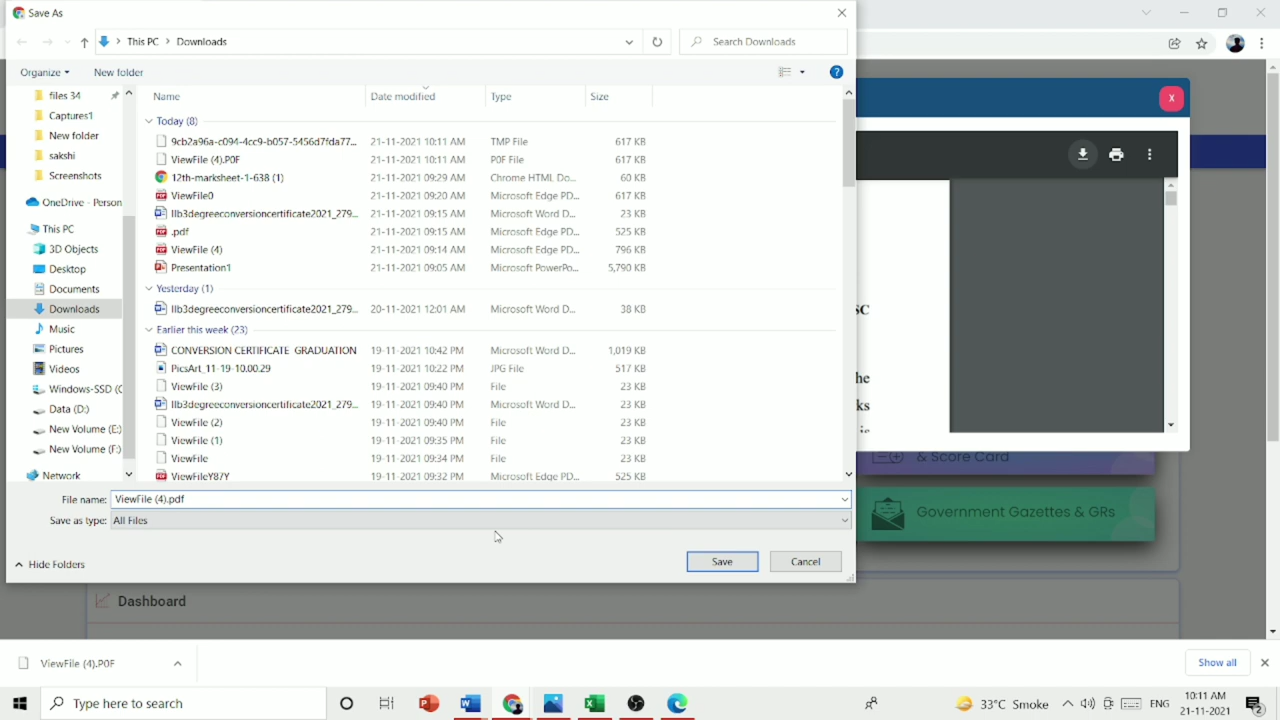 Save As
This PC > Downloads
Search Downloads
Organize
New folder
files 34
Captures1
New folder
sakshi
Screenshots
OneDrive - Person
This PC
3D Objects
Desktop
Documents
Downloads
Music
Pictures
Videos
Windows-SSD (C
Data (D:)
New Volume (E:)
New Volume (F:)
Network
Name Date modified Type Size
Today (8)
9cb2a96a-c094-4cc9-b057-5456d7fda77... 21-11-2021 10:11 AM TMP File 617 KB
ViewFile (4).P0F 21-11-2021 10:11 AM P0F File 617 KB
12th-marksheet-1-638 (1) 21-11-2021 09:29 AM Chrome HTML Do... 60 KB
ViewFile0 21-11-2021 09:20 AM Microsoft Edge PD... 617 KB
llb3degreeconversioncertificate2021_279... 21-11-2021 09:15 AM Microsoft Word D... 23 KB
.pdf 21-11-2021 09:15 AM Microsoft Edge PD... 525 KB
ViewFile (4) 21-11-2021 09:14 AM Microsoft Edge PD... 796 KB
Presentation1 21-11-2021 09:05 AM Microsoft PowerPo... 5,790 KB
Yesterday (1)
llb3degreeconversioncertificate2021_279... 20-11-2021 12:01 AM Microsoft Word D... 38 KB
Earlier this week (23)
CONVERSION CERTIFICATE GRADUATION 19-11-2021 10:42 PM Microsoft Word D... 1,019 KB
PicsArt_11-19-10.00.29 19-11-2021 10:22 PM JPG File 517 KB
ViewFile (3) 19-11-2021 09:40 PM File 23 KB
llb3degreeconversioncertificate2021_279... 19-11-2021 09:40 PM Microsoft Word D... 23 KB
ViewFile (2) 19-11-2021 09:40 PM File 23 KB
ViewFile (1) 19-11-2021 09:35 PM File 23 KB
ViewFile 19-11-2021 09:34 PM File 23 KB
ViewFileY87Y 19-11-2021 09:32 PM Microsoft Edge PD... 525 KB
File name: ViewFile (4).pdf
Save as type: All Files
Hide Folders
Save
Cancel
X
SC
he
ks
& Score Card
Government Gazettes & GRs
Dashboard
ViewFile (4).P0F
Show all
Type here to search
33°C Smoke
ENG
10:11 AM
21-11-2021
2